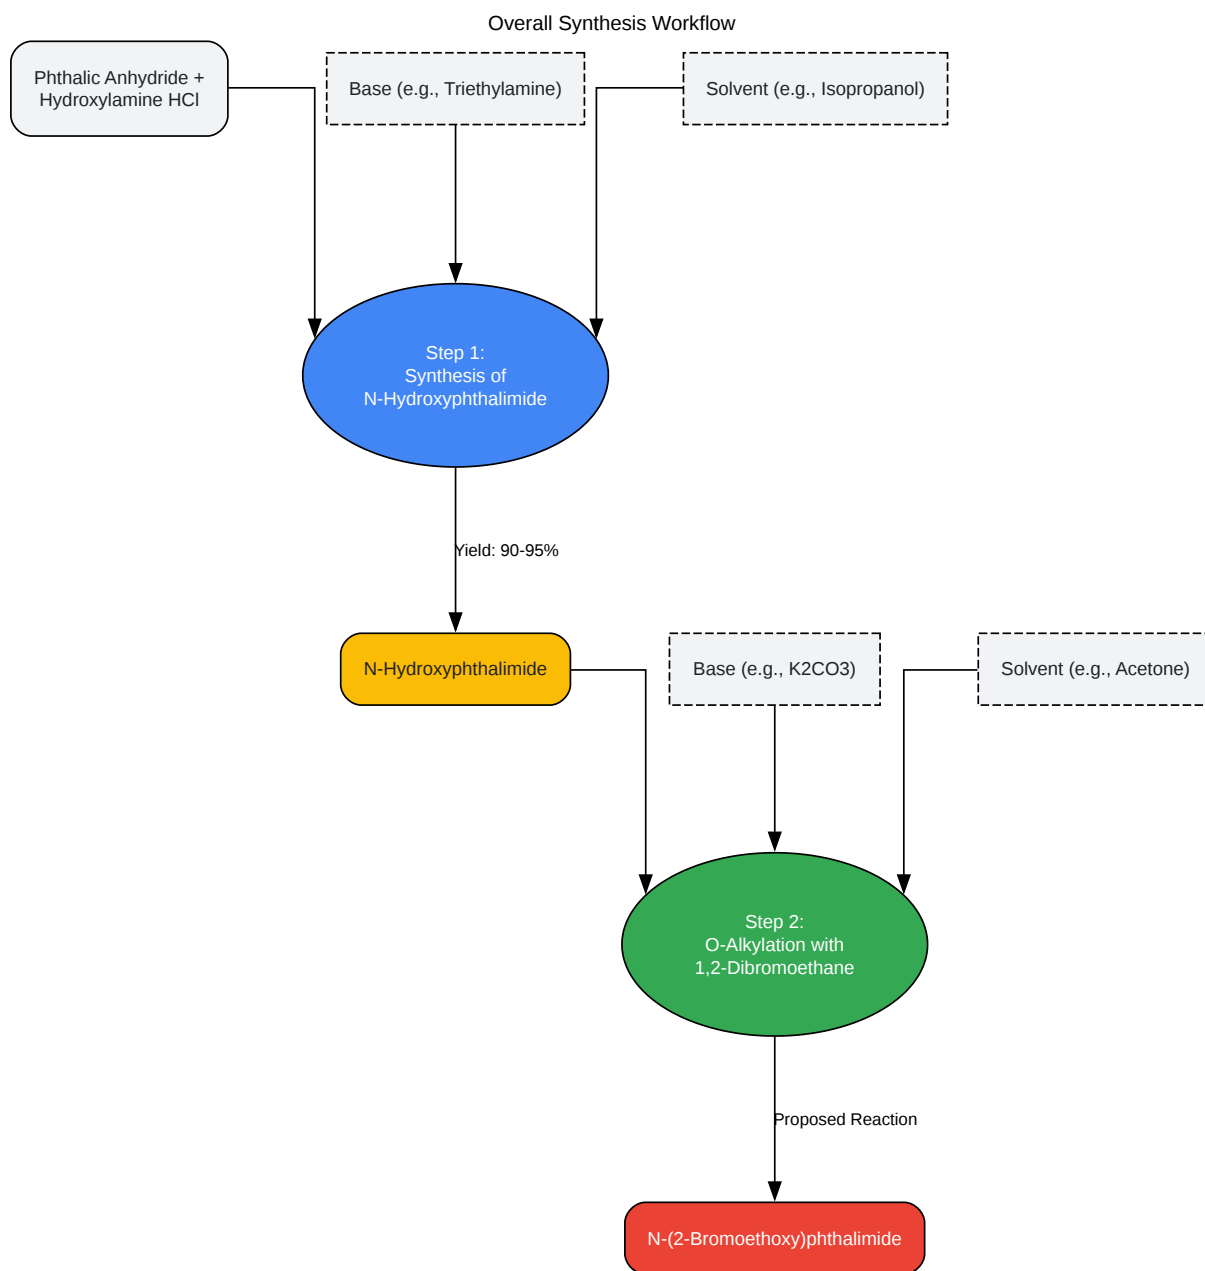 Overall Synthesis Workflow
Phthalic Anhydride +
Hydroxylamine HCl
Base (e.g., Triethylamine)
Solvent (e.g., Isopropanol)
Step 1:
Synthesis of
N-Hydroxyphthalimide
Yield: 90-95%
N-Hydroxyphthalimide
Base (e.g., K2CO3)
Solvent (e.g., Acetone)
Step 2:
O-Alkylation with
1,2-Dibromoethane
Proposed Reaction
N-(2-Bromoethoxy)phthalimide